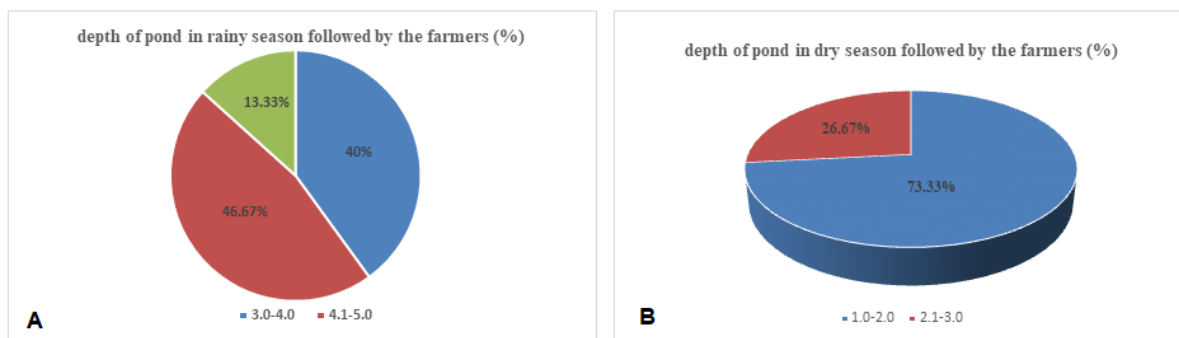 depth of pond in rainy season followed by the farmers (%)
13.33%
40%
46.67%
3.0-4.0 4.1-5.0
A
depth of pond in dry season followed by the farmers (%)
26.67%
73.33%
1.0-2.0 2.1-3.0
B